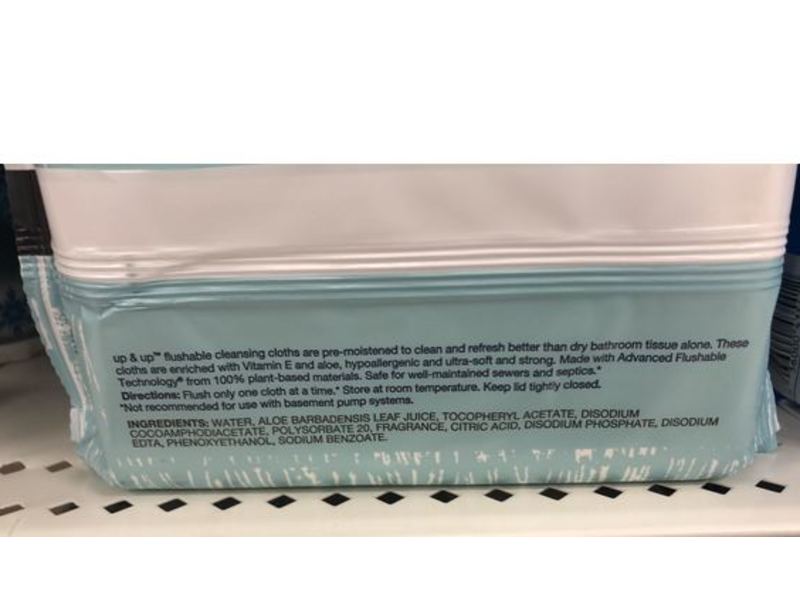 up & up™ flushable cleansing cloths are pre-moistened to clean and refresh better than dry bathroom tissue alone. These
cloths are enriched with Vitamin E and aloe, hypoallergenic and ultra-soft and strong. Made with Advanced Flushable
Technology® from 100% plant-based materials. Safe for well-maintained sewers and septics.*
Directions: Flush only one cloth at a time.* Store at room temperature. Keep lid tightly closed.
*Not recommended for use with basement pump systems.
INGREDIENTS: WATER, ALOE BARBADENSIS LEAF JUICE, TOCOPHERYL ACETATE, DISODIUM
COCOAMPHODIACETATE, POLYSORBATE 20, FRAGRANCE, CITRIC ACID, DISODIUM PHOSPHATE, DISODIUM
EDTA, PHENOXYETHANOL, SODIUM BENZOATE.